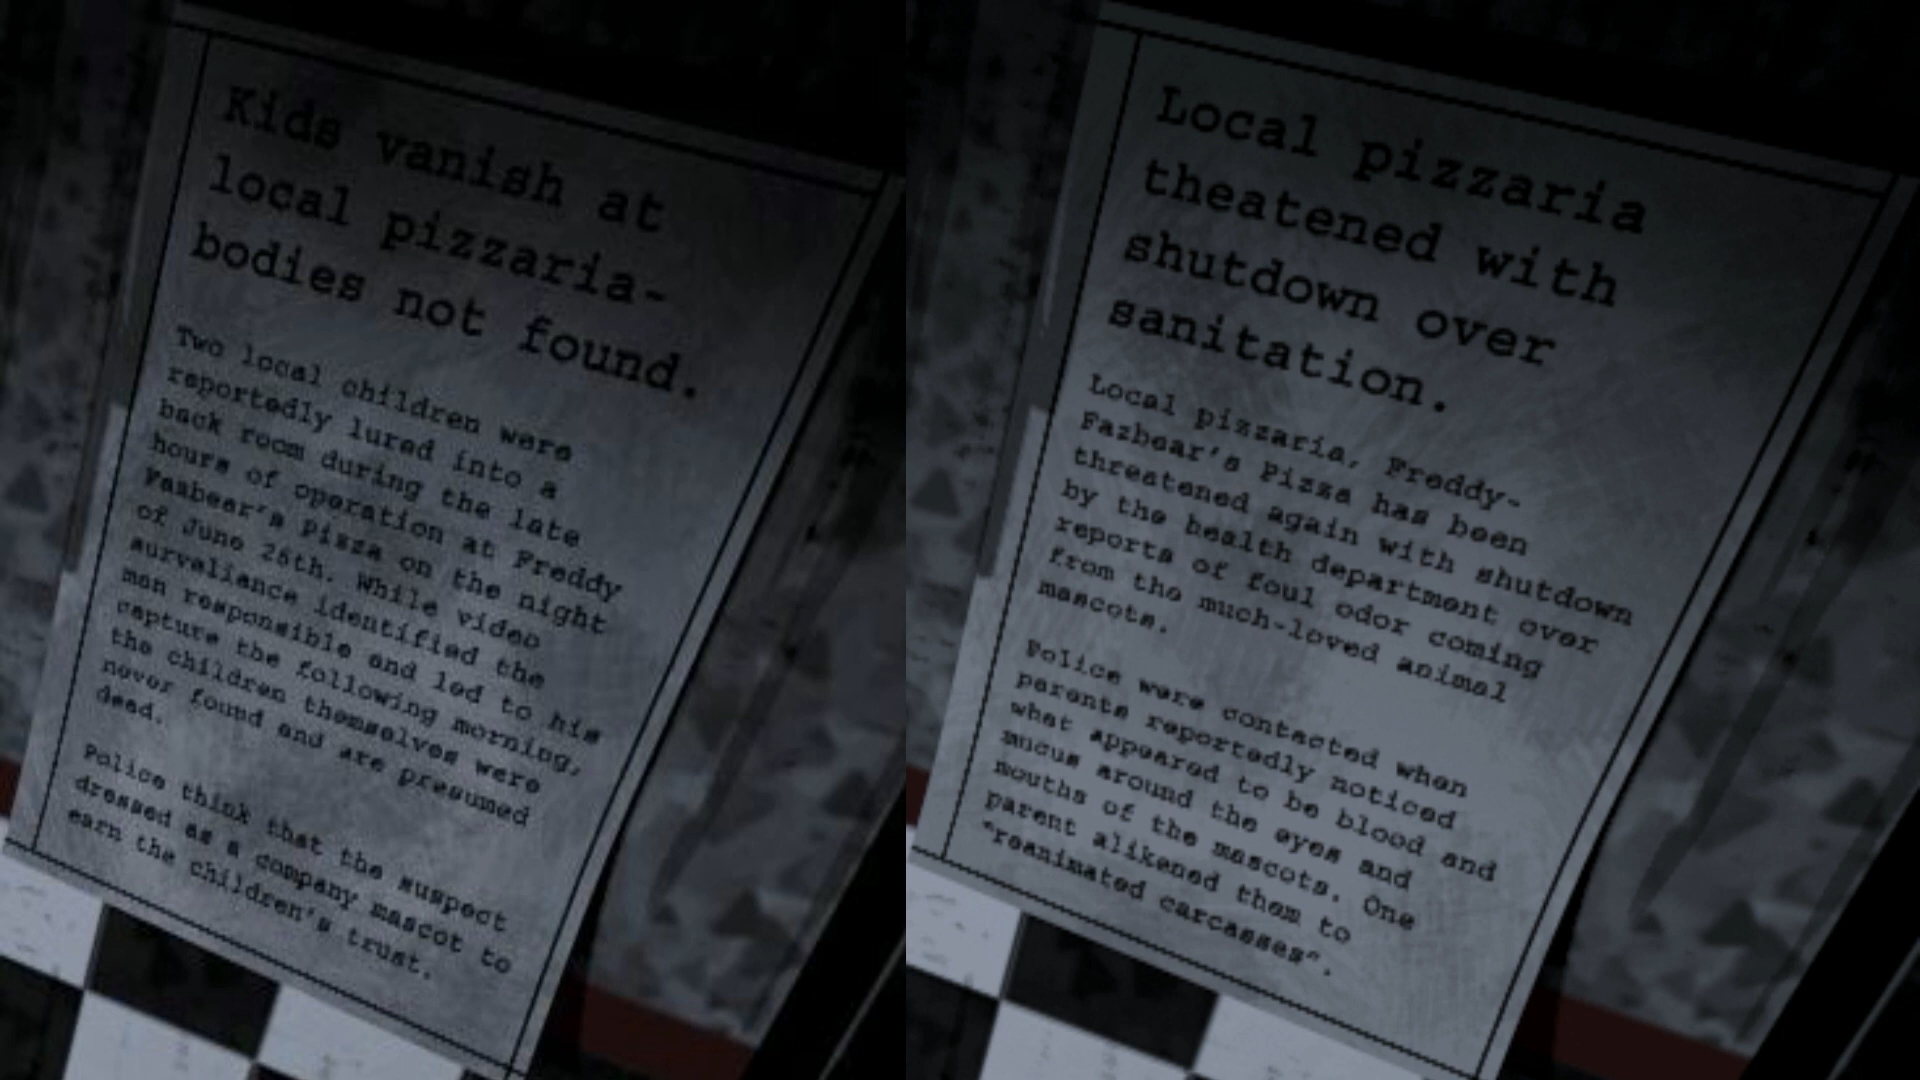 Kids vanish at
local pizzaria-
bodies not found.
Two local children were
reportedly lured into a
back room during the late
hours of operation at Freddy
Fazbear's Pizza on the night
of June 26th. While video
surveliance identified the
man responsible and led to his
capture the following morning,
the children themselves were
never found and are presumed
dead.
Police think that the suspect
dressed as a company mascot to
earn the children's trust.
Local pizzaria
theatened with
shutdown over
sanitation.
Local pizzaria, Freddy-
Fazbear's Pizza has been
threatened again with shutdown
by the health department over
reports of foul odor coming
from the much-loved animal
mascots.
Police were contacted when
parents reportedly noticed
what appeared to be blood and
mucus around the eyes and
mouths of the mascots. One
parent alikened them to
"reanimated carcasses".